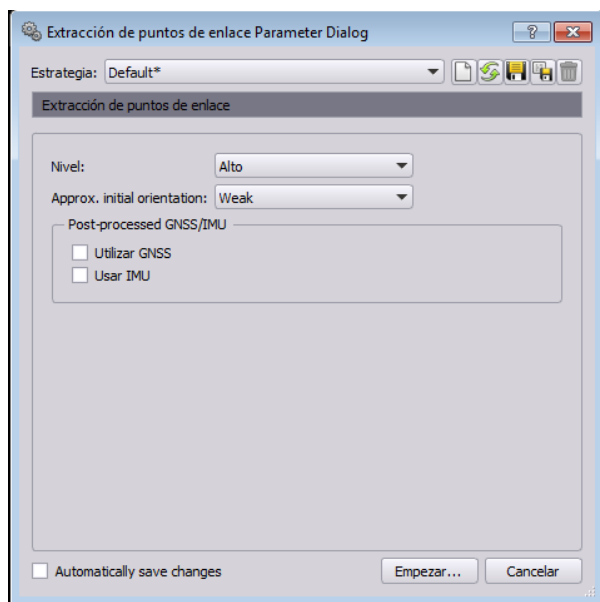 Extracción de puntos de enlace Parameter Dialog
Estrategia: Default*
Extracción de puntos de enlace
Nivel: Alto
Approx. initial orientation: Weak
Post-processed GNSS/IMU
Utilizar GNSS
Usar IMU
Automatically save changes Empezar... Cancelar